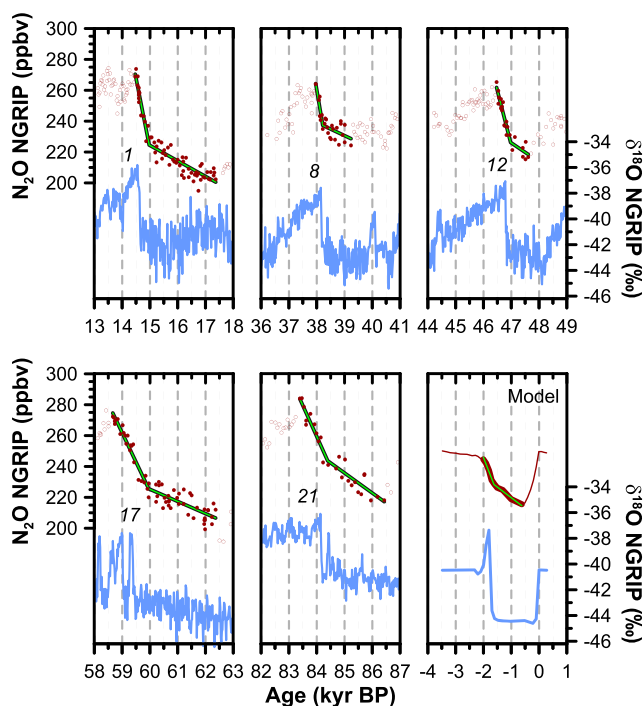 N₂O NGRIP (ppbv)
300
280
260
240
220
200
1
8
12
-34
-36
-38
-40
-42
-44
-46
δ¹⁸O NGRIP (‰)
13 14 15 16 17 18
36 37 38 39 40 41
44 45 46 47 48 49
N₂O NGRIP (ppbv)
300
280
260
240
220
200
17
21
Model
-34
-36
-38
-40
-42
-44
-46
δ¹⁸O NGRIP (‰)
58 59 60 61 62 63
82 83 84 85 86 87
-4 -3 -2 -1 0 1
Age (kyr BP)